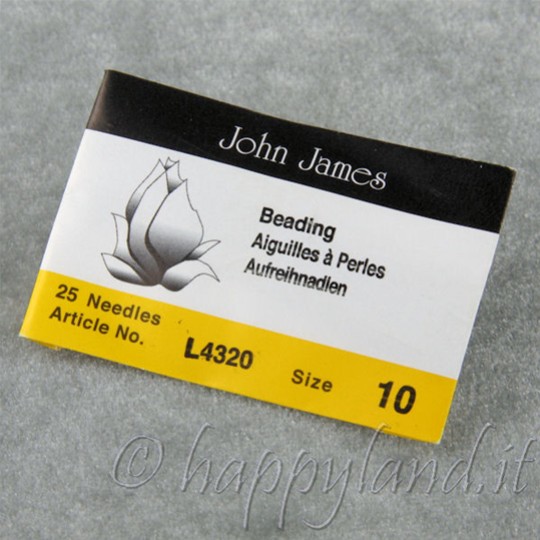 John James
Beading
Aiguilles à Perles
Aufreihnadlen
25 Needles
Article No. L4320 Size 10
© happyland.it